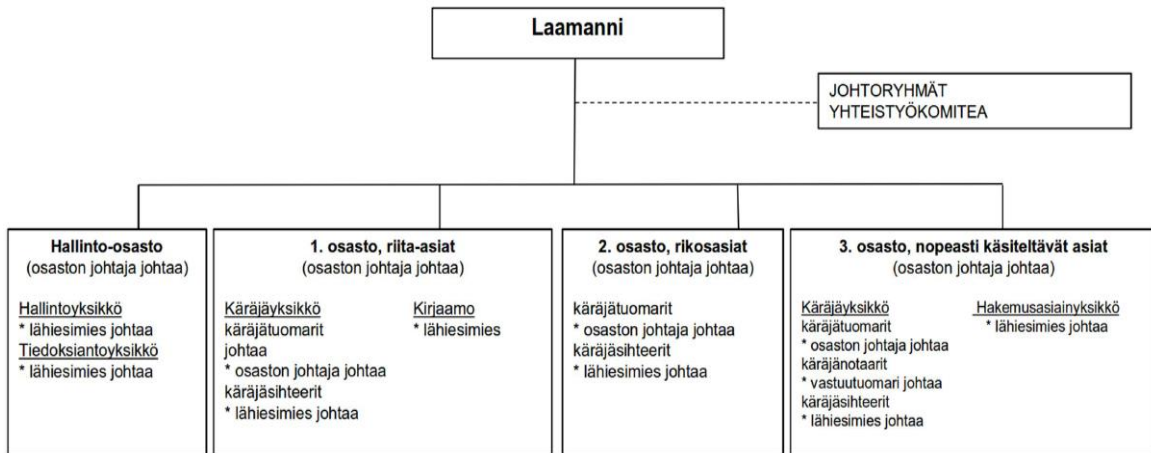 Laamanni
JOHTORYHMÄT
YHTEISTYÖKOMITEA
Hallinto-osasto
(osaston johtaja johtaa)
Hallintoyksikkö
* lähiesimies johtaa
Tiedoksiantoyksikkö
* lähiesimies johtaa
1. osasto, riita-asiat
(osaston johtaja johtaa)
Käräjäyksikkö
käräjätuomarit
johtaa
* osaston johtaja johtaa
käräjäsihteerit
* lähiesimies johtaa
Kirjaamo
* lähiesimies
2. osasto, rikosasiat
(osaston johtaja johtaa)
käräjätuomarit
* osaston johtaja johtaa
käräjäsihteerit
* lähiesimies johtaa
3. osasto, nopeasti käsiteltävät asiat
(osaston johtaja johtaa)
Käräjäyksikkö
käräjätuomarit
* osaston johtaja johtaa
käräjänotaarit
* vastuutuomari johtaa
käräjäsihteerit
* lähiesimies johtaa
Hakemusasiainyksikkö
* lähiesimies johtaa